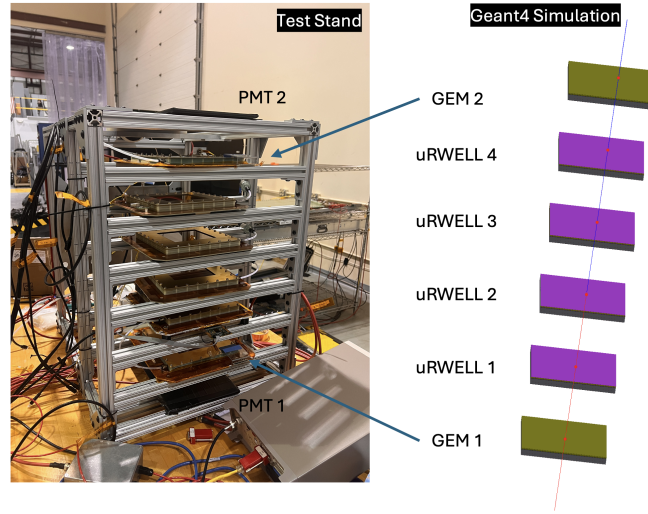 Test Stand
Geant4 Simulation
PMT 2
GEM 2
uRWELL 4
uRWELL 3
uRWELL 2
uRWELL 1
PMT 1
GEM 1